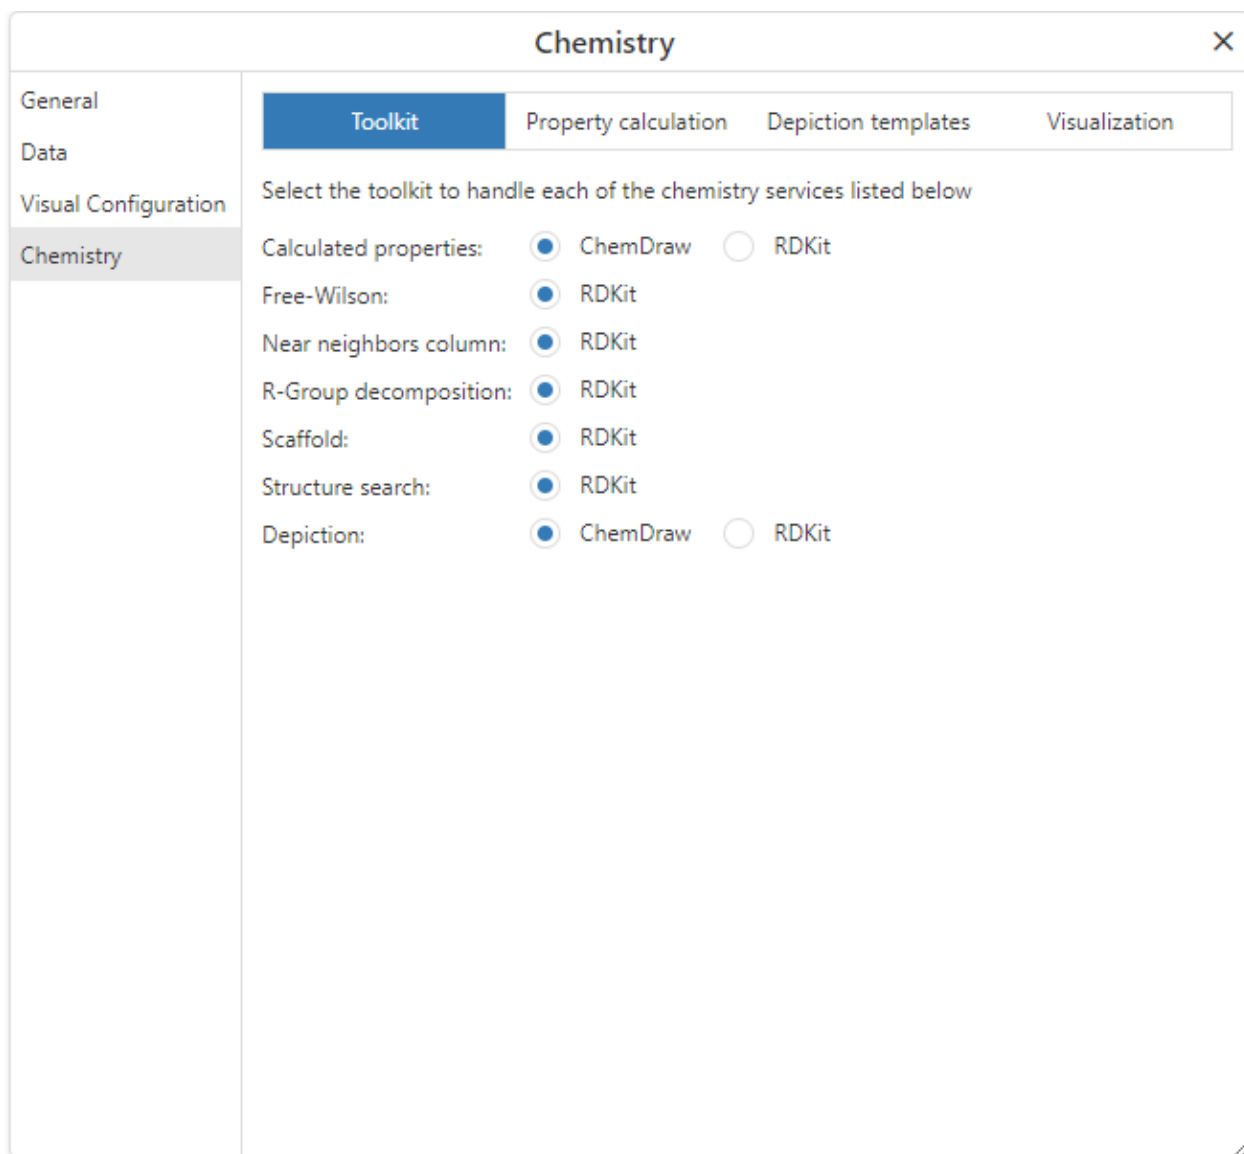 Chemistry
General
Data
Visual Configuration
Chemistry
Toolkit Property calculation Depiction templates Visualization
Select the toolkit to handle each of the chemistry services listed below
Calculated properties: ChemDraw RDKit
Free-Wilson: RDKit
Near neighbors column: RDKit
R-Group decomposition: RDKit
Scaffold: RDKit
Structure search: RDKit
Depiction: ChemDraw RDKit